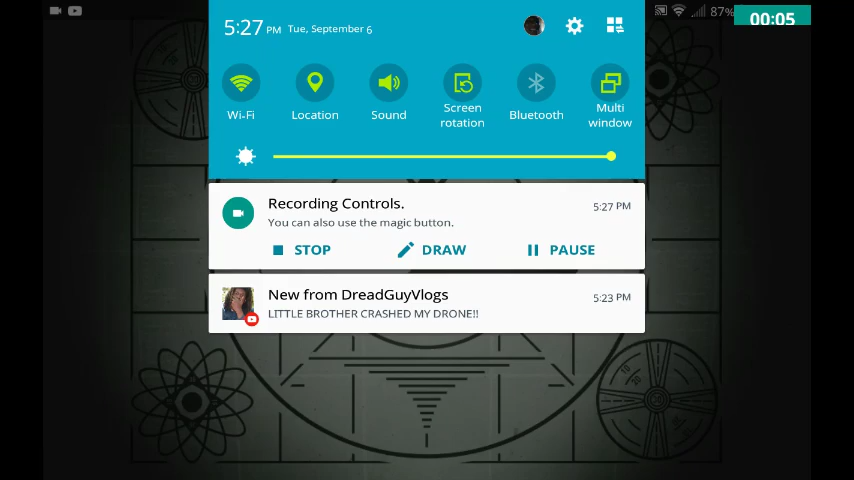 5:27 PM Tue, September 6
87%
00:05
Wi-Fi
Location
Sound
Screen rotation
Bluetooth
Multi window
Recording Controls.
5:27 PM
You can also use the magic button.
STOP
DRAW
PAUSE
New from DreadGuyVlogs
5:23 PM
LITTLE BROTHER CRASHED MY DRONE!!